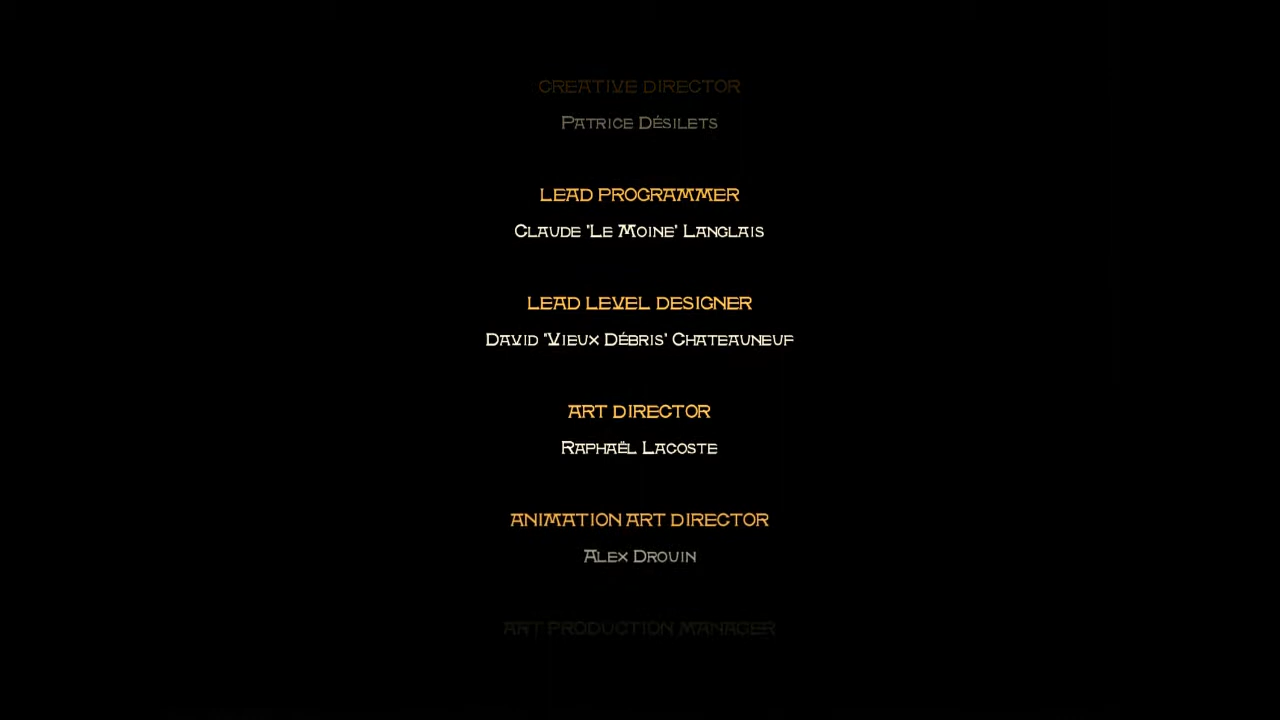 CREATIVE DIRECTOR
PATRICE DÉSILETS
LEAD PROGRAMMER
CLAUDE "LE MOINE" LANGLAIS
LEAD LEVEL DESIGNER
DAVID "VIEUX DÉBRIS" CHATEAUNEUF
ART DIRECTOR
RAPHAËL LACOSTE
ANIMATION ART DIRECTOR
ALEX DROUIN
ART PRODUCTION MANAGER